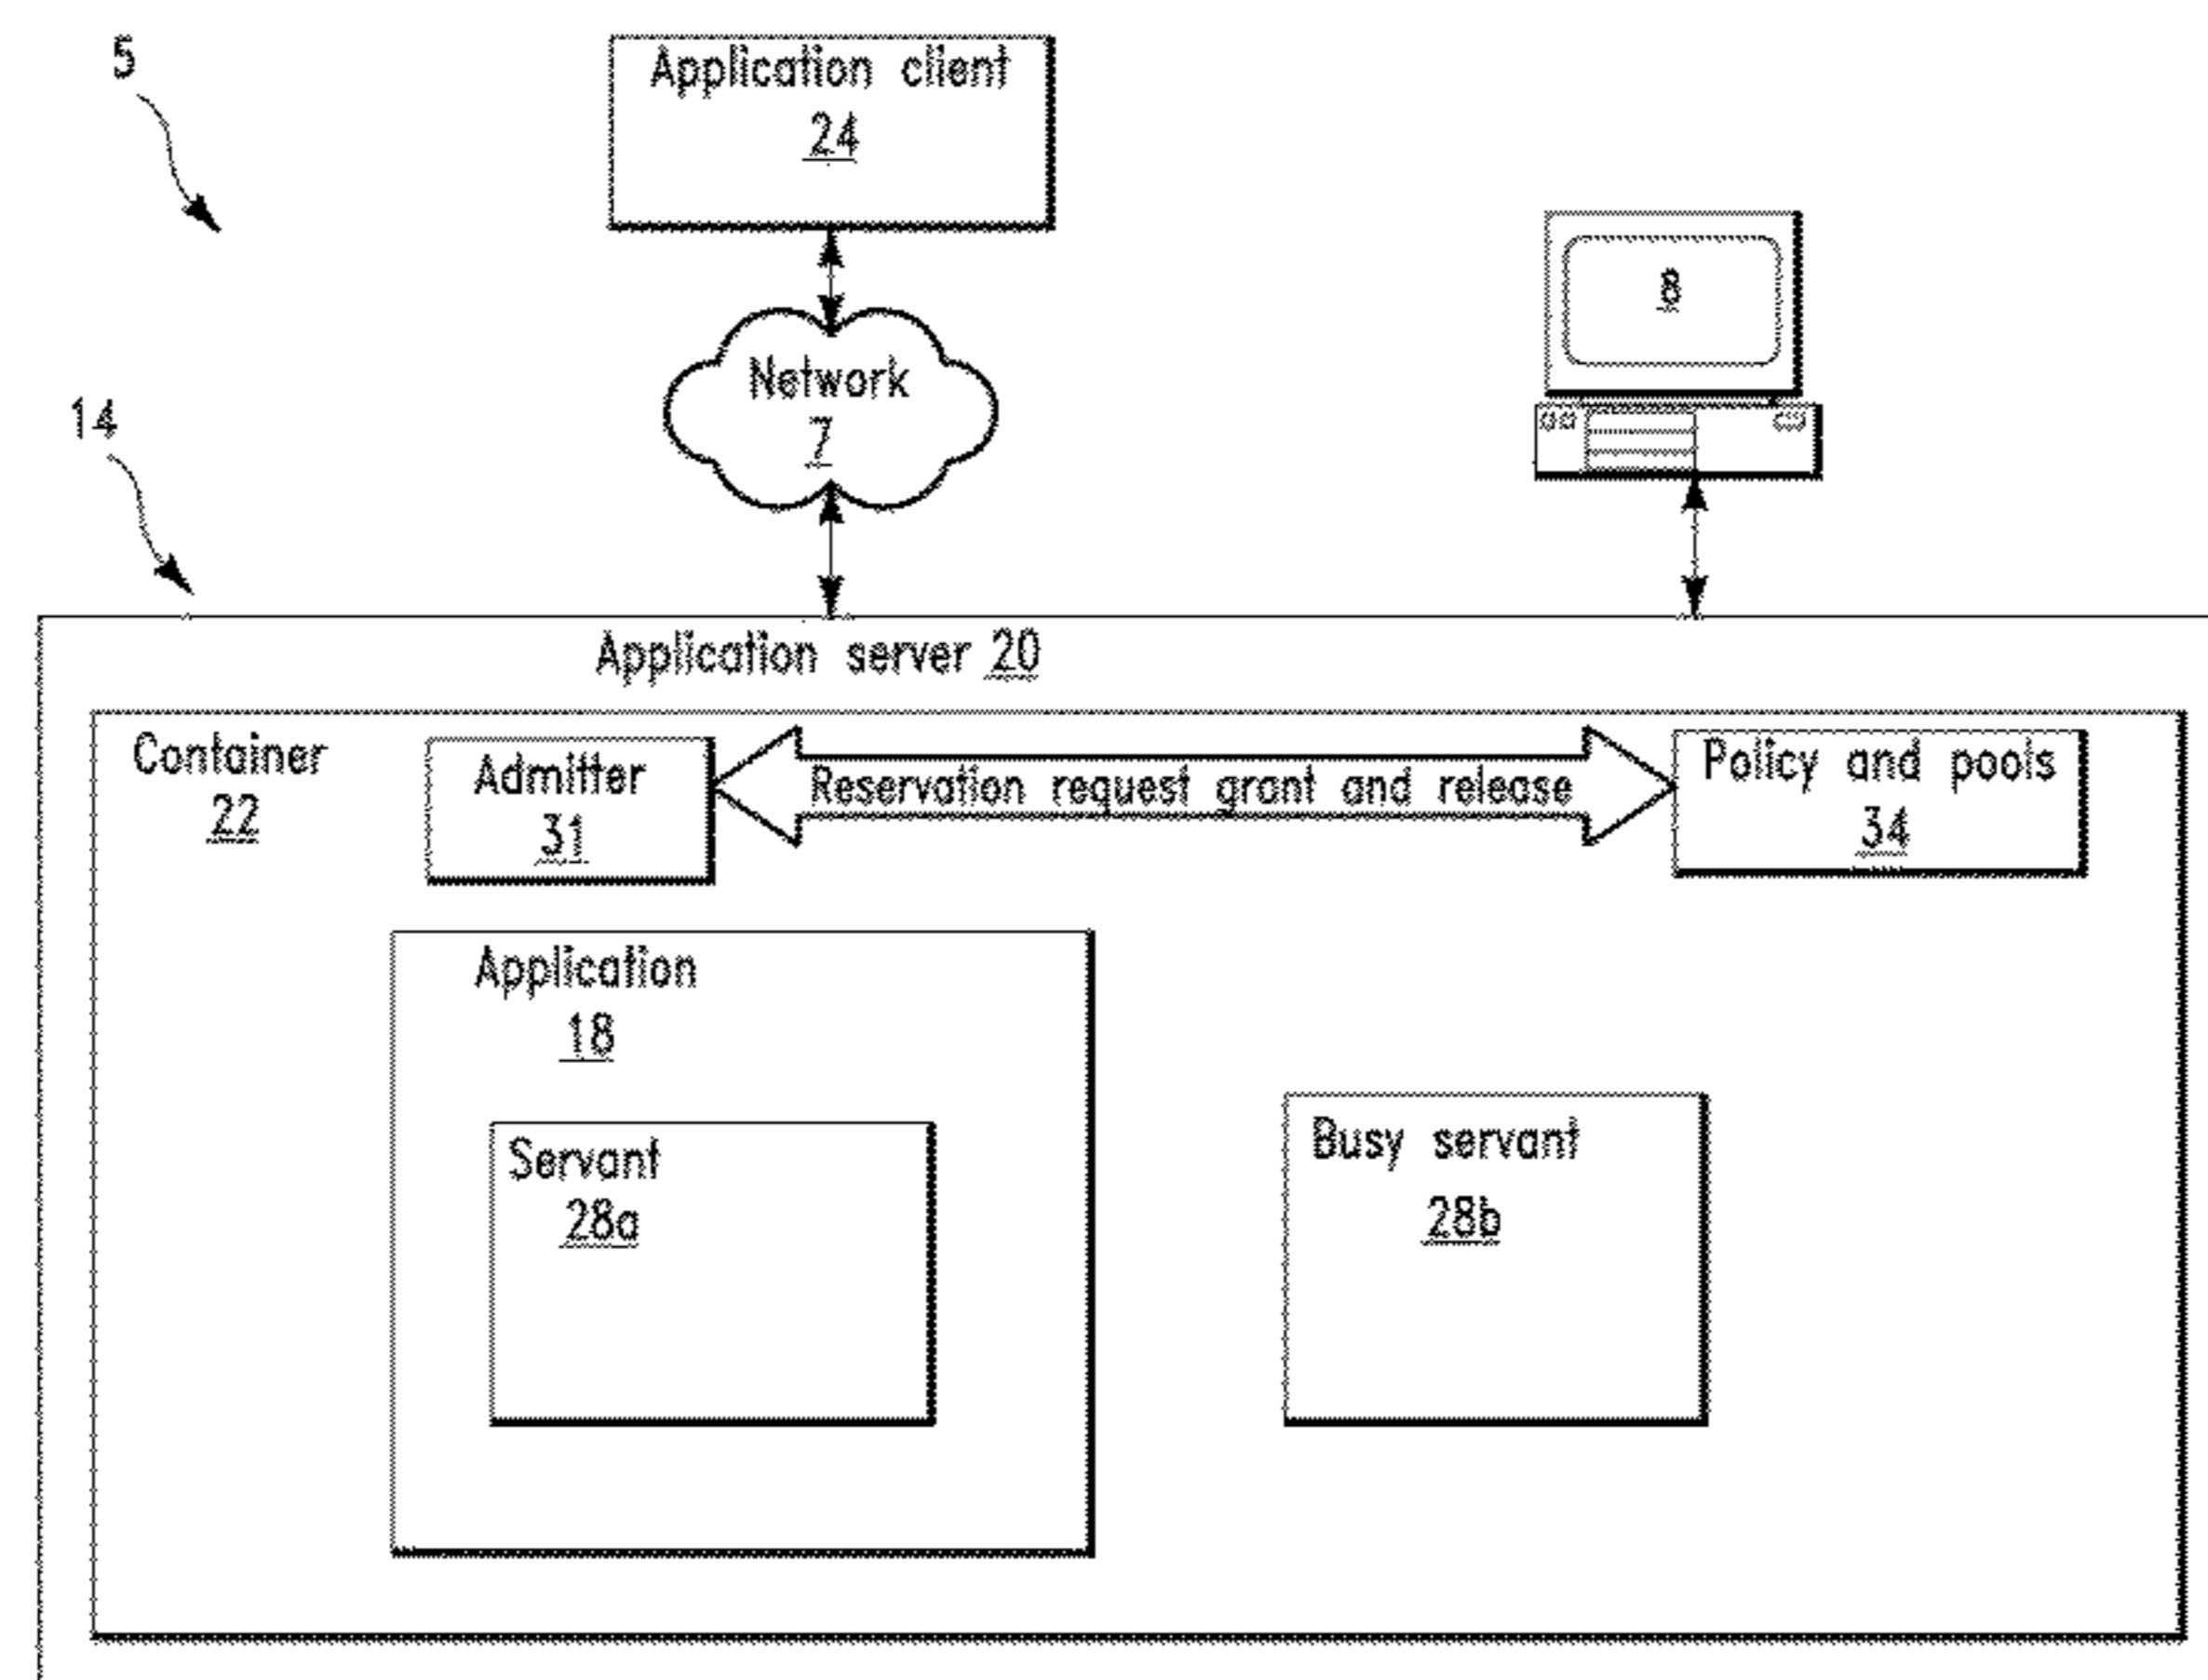 5
Application client
24
8
Network
7
14
Application server 20
Container
22
Admitter
31
Reservation request grant and release
Policy and pools
34
Application
18
Servant
28a
Busy servant
28b